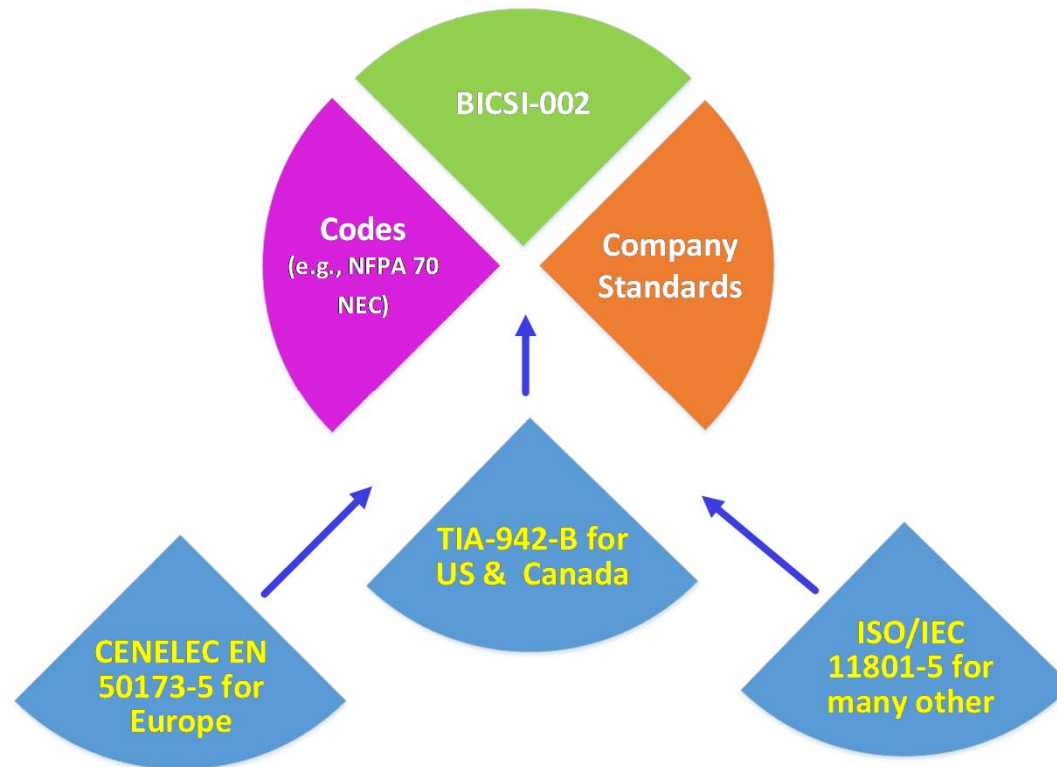 BICSI-002
Codes
(e.g., NFPA 70
NEC)
Company
Standards
TIA-942-B for
US & Canada
CENELEC EN
50173-5 for
Europe
ISO/IEC
11801-5 for
many other